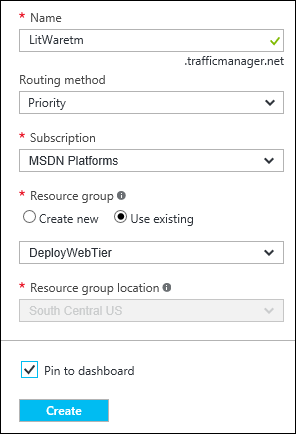 * Name
LitWaretm
.trafficmanager.net
Routing method
Priority
* Subscription
MSDN Platforms
* Resource group
Create new Use existing
DeployWebTier
* Resource group location
South Central US
Pin to dashboard
Create